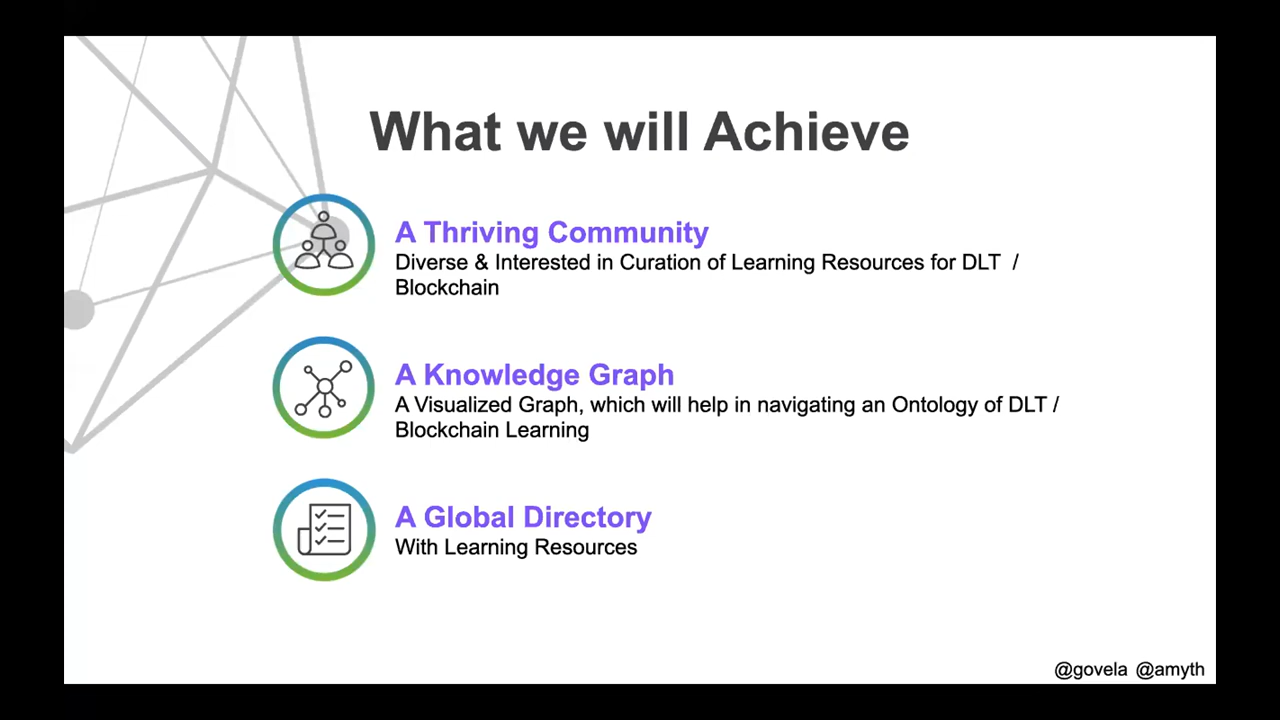 What we will Achieve
A Thriving Community
Diverse & Interested in Curation of Learning Resources for DLT /
Blockchain
A Knowledge Graph
A Visualized Graph, which will help in navigating an Ontology of DLT /
Blockchain Learning
A Global Directory
With Learning Resources
@govela @amyth